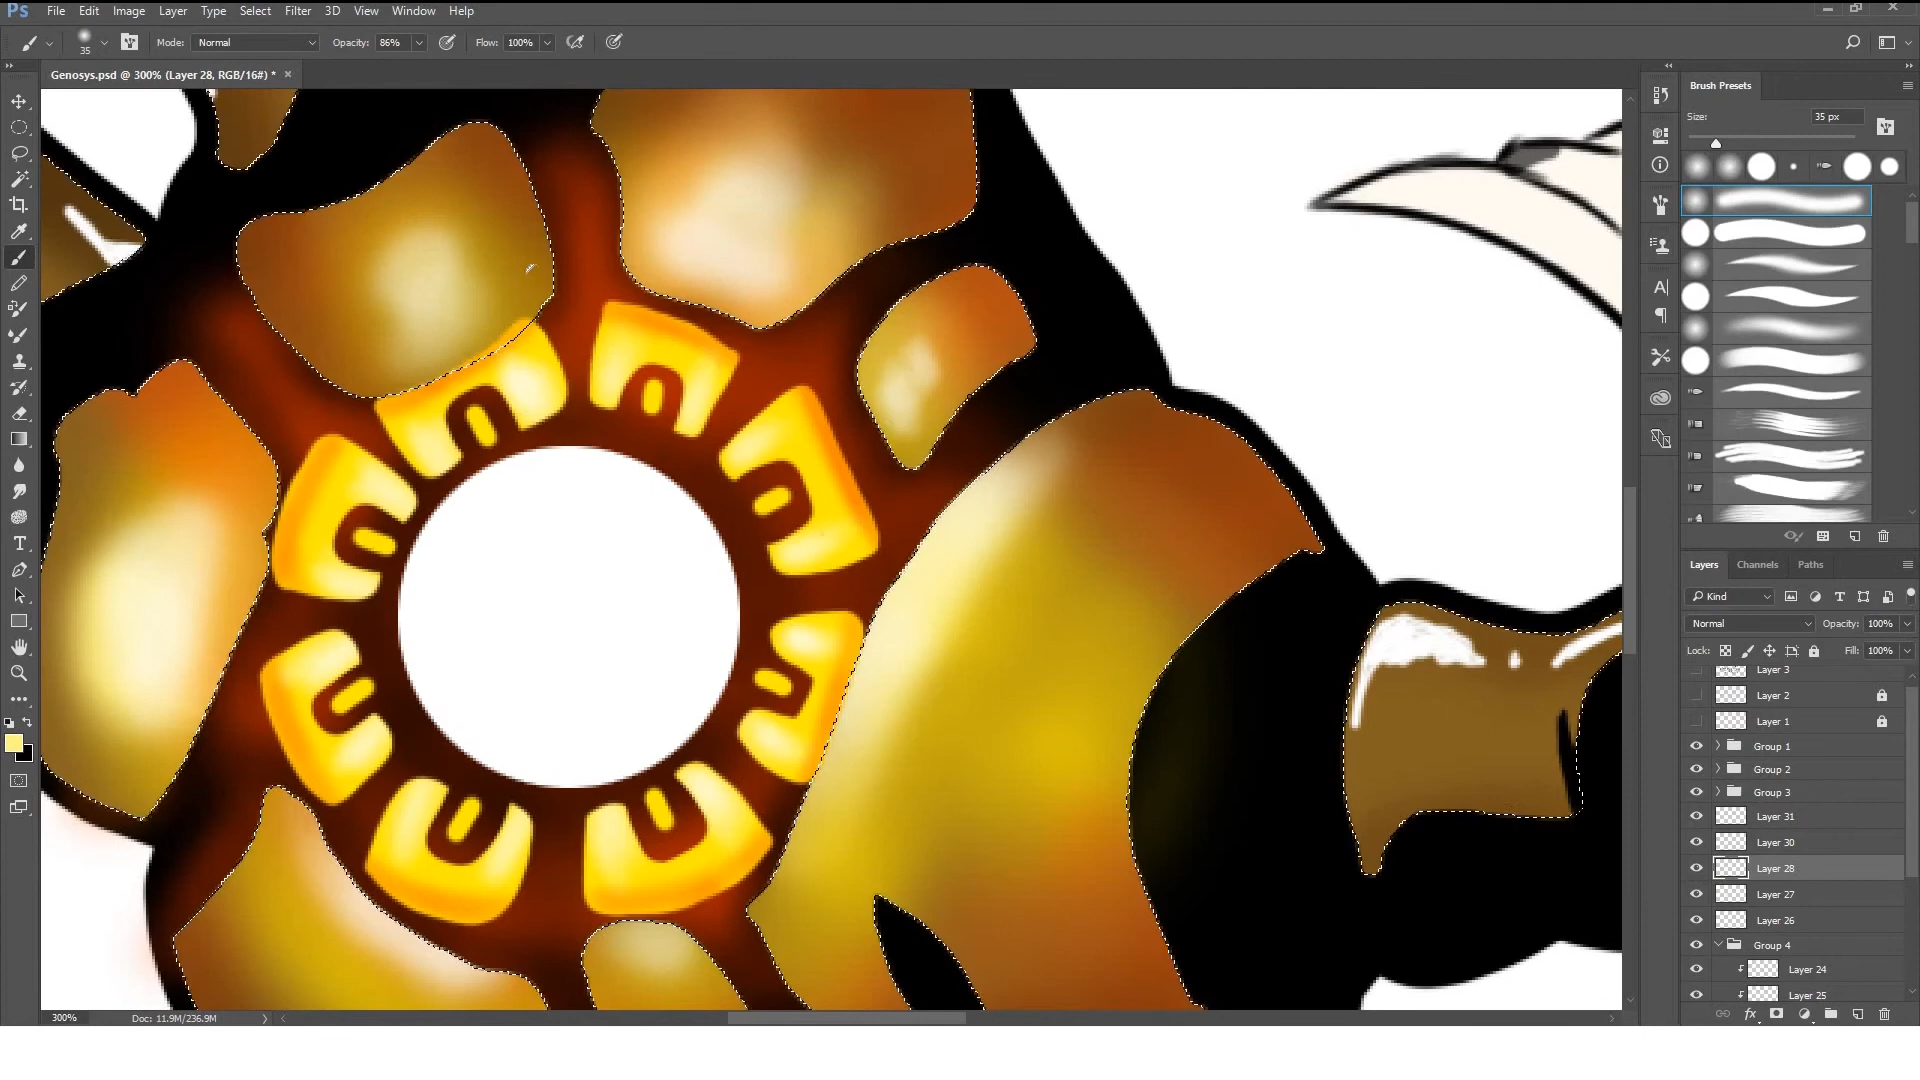 Ps File Edit Image Layer Type Select Filter 3D View Window Help
35 Mode: Normal Opacity: 86% Flow: 100%
Genosys.psd @ 300% (Layer 28, RGB/16#) * ×
Brush Presets
Size: 35 px
Layers Channels Paths
Kind
Normal Opacity: 100%
Lock: Fill: 100%
Layer 3
Layer 2
Layer 1
Group 1
Group 2
Group 3
Layer 31
Layer 30
Layer 28
Layer 27
Layer 26
Group 4
Layer 24
Layer 25
fx
300% Doc: 11.9M/236.9M